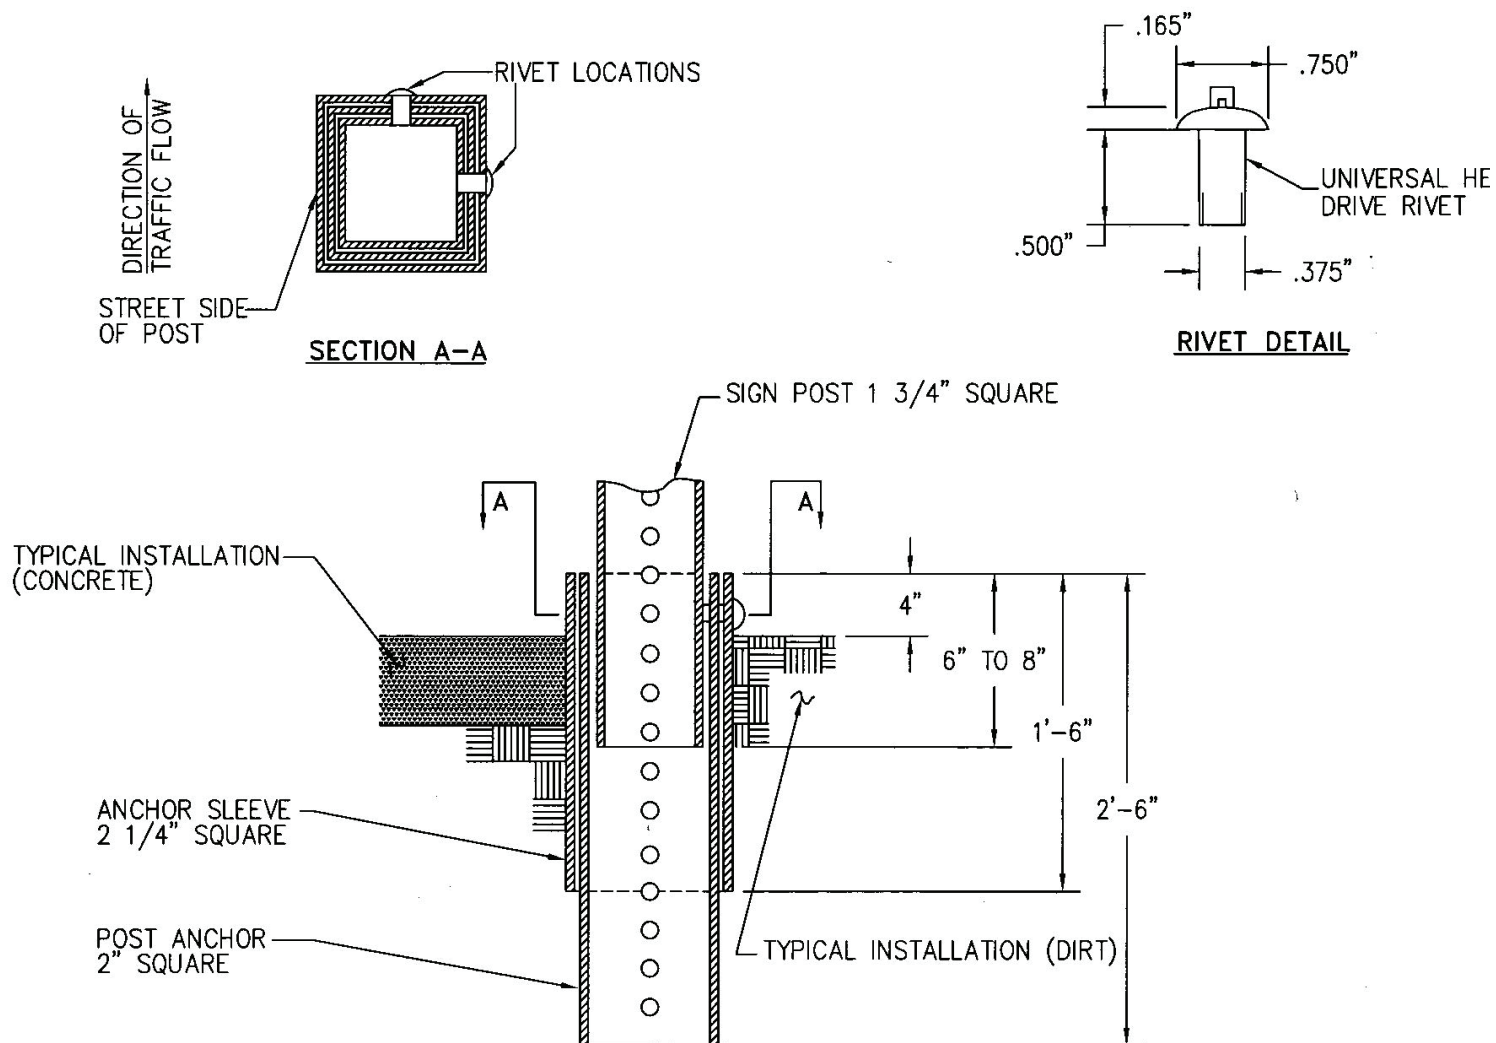 .165"
.750"
RIVET LOCATIONS
DIRECTION OF
TRAFFIC FLOW
UNIVERSAL HE
DRIVE RIVET
.500"
.375"
STREET SIDE
OF POST
SECTION A-A
RIVET DETAIL
SIGN POST 1 3/4" SQUARE
A
A
TYPICAL INSTALLATION
(CONCRETE)
4"
6" TO 8"
1'-6"
2'-6"
ANCHOR SLEEVE
2 1/4" SQUARE
POST ANCHOR
2" SQUARE
TYPICAL INSTALLATION (DIRT)